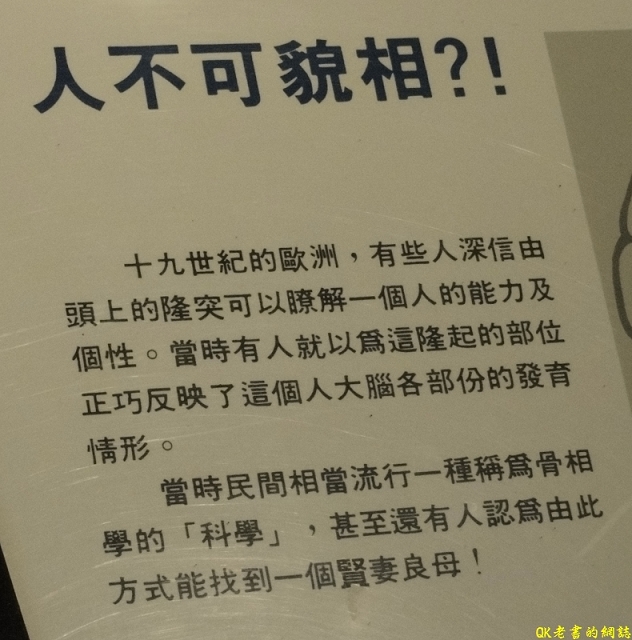 人不可貌相?!
十九世紀的歐洲，有些人深信由
頭上的隆突可以瞭解一個人的能力及
個性。當時有人就以為這隆起的部位
正巧反映了這個人大腦各部份的發育
情形。
當時民間相當流行一種稱為骨相
學的「科學」，甚至還有人認為由此
方式能找到一個賢妻良母！
QK老書的網誌